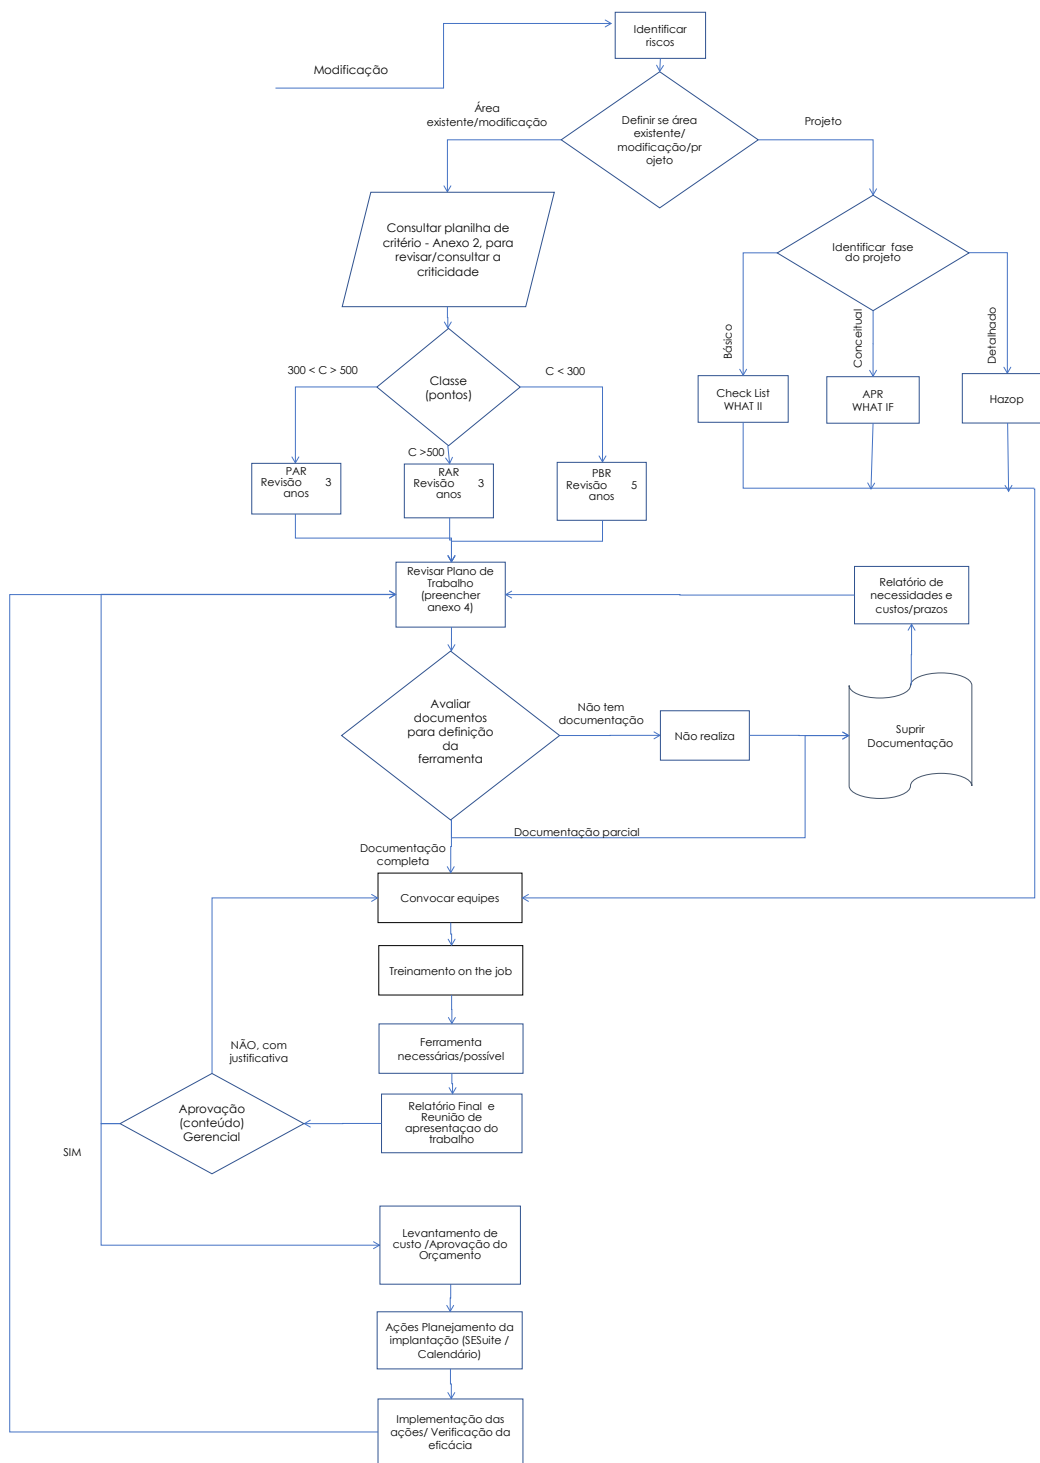 Identificar
riscos
Modificação
Área
existente/modificação
Definir se área
existente/
modificação/pr
ojeto
Projeto
Consultar planilha de
critério - Anexo 2, para
revisar/consultar a
criticidade
Identificar fase
do projeto
Básico
Conceitual
Detalhado
300 < C > 500
Classe
(pontos)
C < 300
Check List
WHAT II
APR
WHAT IF
Hazop
C >500
PAR
Revisão 3
anos
RAR
Revisão 3
anos
PBR
Revisão 5
anos
Revisar Plano de
Trabalho
(preencher
anexo 4)
Relatório de
necessidades e
custos/prazos
Avaliar
documentos
para definição
da
ferramenta
Não tem
documentação
Não realiza
Suprir
Documentação
Documentação parcial
Documentação
completa
Convocar equipes
Treinamento on the job
Ferramenta
necessárias/possível
NÃO, com
justificativa
Relatório Final e
Reunião de
apresentaçao do
trabalho
Aprovação
(conteúdo)
Gerencial
SIM
Levantamento de
custo /Aprovação do
Orçamento
Ações Planejamento da
implantação (SESuite /
Calendário)
Implementação das
ações/ Verificação da
eficácia